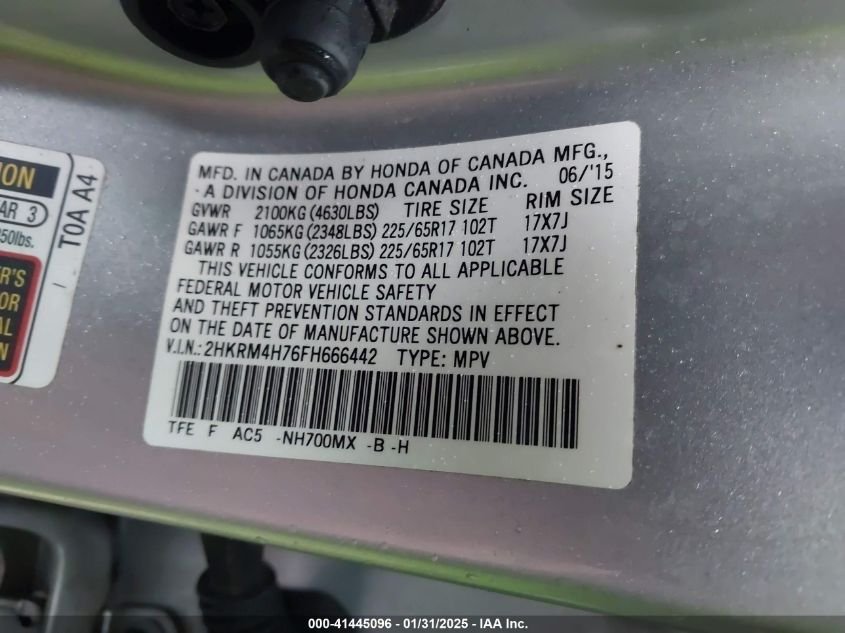 MFD. IN CANADA BY HONDA OF CANADA MFG.,
A DIVISION OF HONDA CANADA INC. 06/'15
GVWR 2100KG (4630LBS) TIRE SIZE RIM SIZE
GAWR F 1065KG (2348LBS) 225/65R17 102T 17X7J
GAWR R 1055KG (2326LBS) 225/65R17 102T 17X7J
THIS VEHICLE CONFORMS TO ALL APPLICABLE
FEDERAL MOTOR VEHICLE SAFETY
AND THEFT PREVENTION STANDARDS IN EFFECT
ON THE DATE OF MANUFACTURE SHOWN ABOVE.
V.I.N.: 2HKRM4H76FH666442 TYPE: MPV
TFE F AC5 -NH700MX -B -H
AR 3
50lbs.
T0A A4
000-41445096 - 01/31/2025 - IAA Inc.